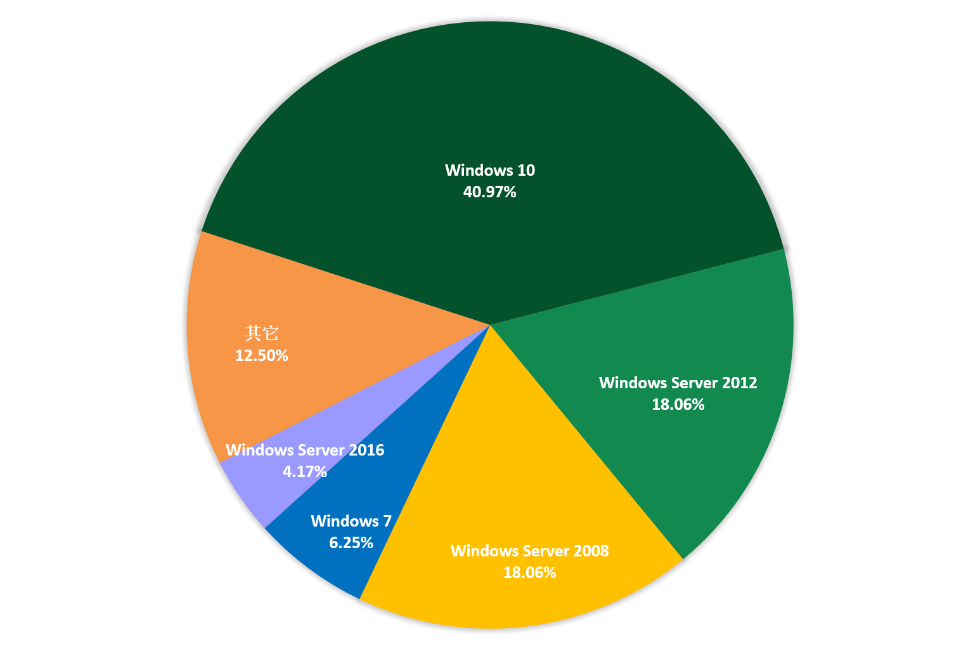 Windows 10
40.97%
Windows Server 2012
18.06%
其它
12.50%
Windows Server 2016
4.17%
Windows 7
6.25%
Windows Server 2008
18.06%